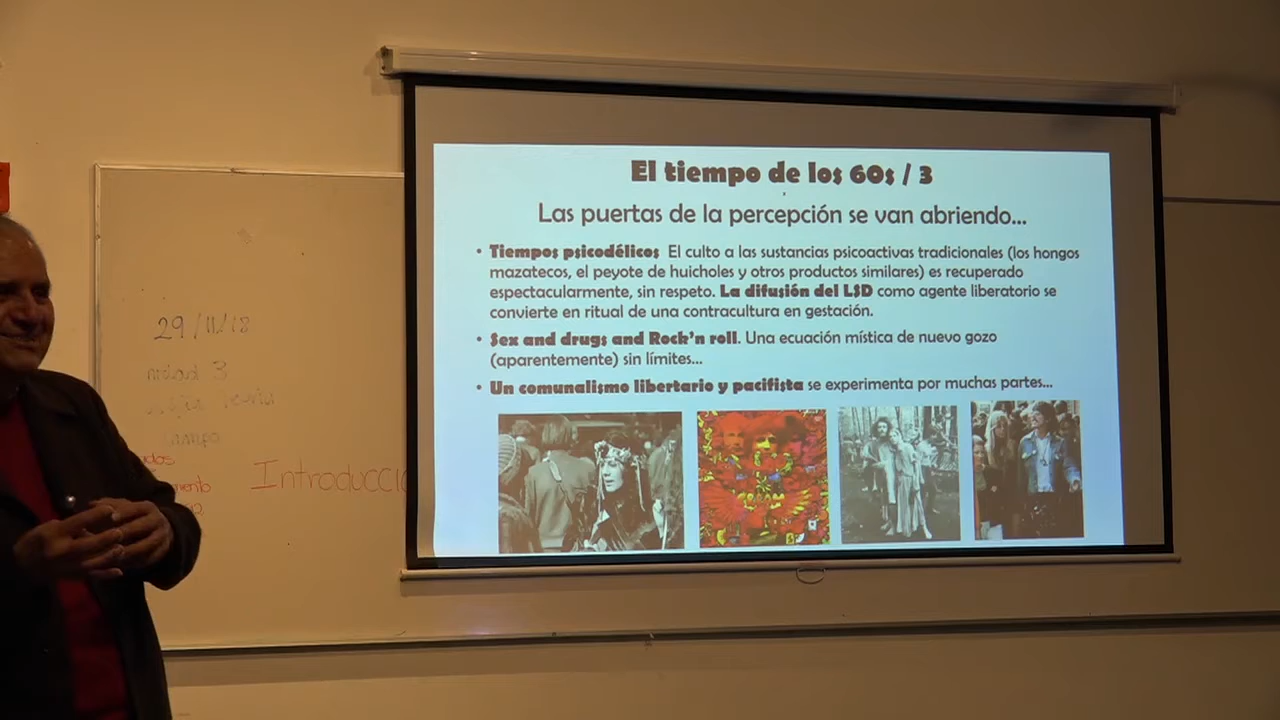 El tiempo de los 60s / 3
Las puertas de la percepción se van abriendo...
• Tiempos psicodélicos El culto a las sustancias psicoactivas tradicionales (los hongos
mazatecos, el peyote de huicholes y otros productos similares) es recuperado
espectacularmente, sin respeto. La difusión del LSD como agente liberatorio se
convierte en ritual de una contracultura en gestación.
• Sex and drugs and Rock'n roll. Una ecuación mística de nuevo gozo
(aparentemente) sin límites...
• Un comunalismo libertario y pacifista se experimenta por muchas partes...
29/11/18
3
Introducció